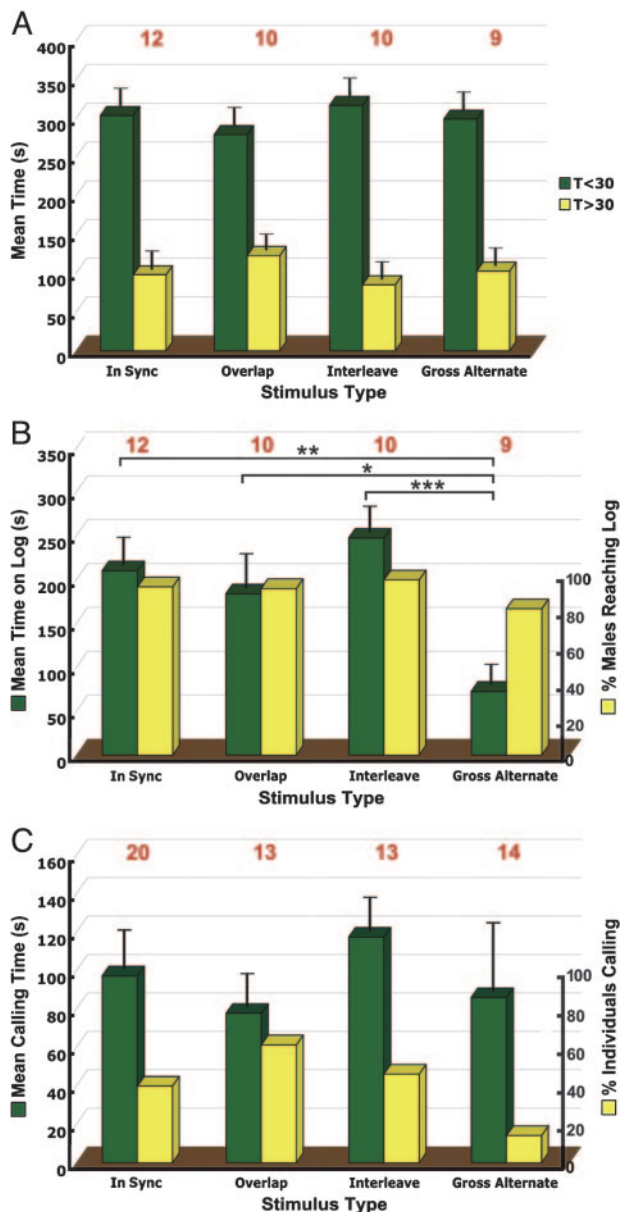 A
12 10 10 9
400
350
300
250
200
150
100
50
0
Mean Time (s)
T<30
T>30
In Sync Overlap Interleave Gross Alternate
Stimulus Type
B
12 10 10 9
** 
*
***
350
300
250
200
150
100
50
0
Mean Time on Log (s)
100
80
60
40
20
0
% Males Reaching Log
In Sync Overlap Interleave Gross Alternate
Stimulus Type
C
20 13 13 14
160
140
120
100
80
60
40
20
0
Mean Calling Time (s)
100
80
60
40
20
0
% Individuals Calling
In Sync Overlap Interleave Gross Alternate
Stimulus Type